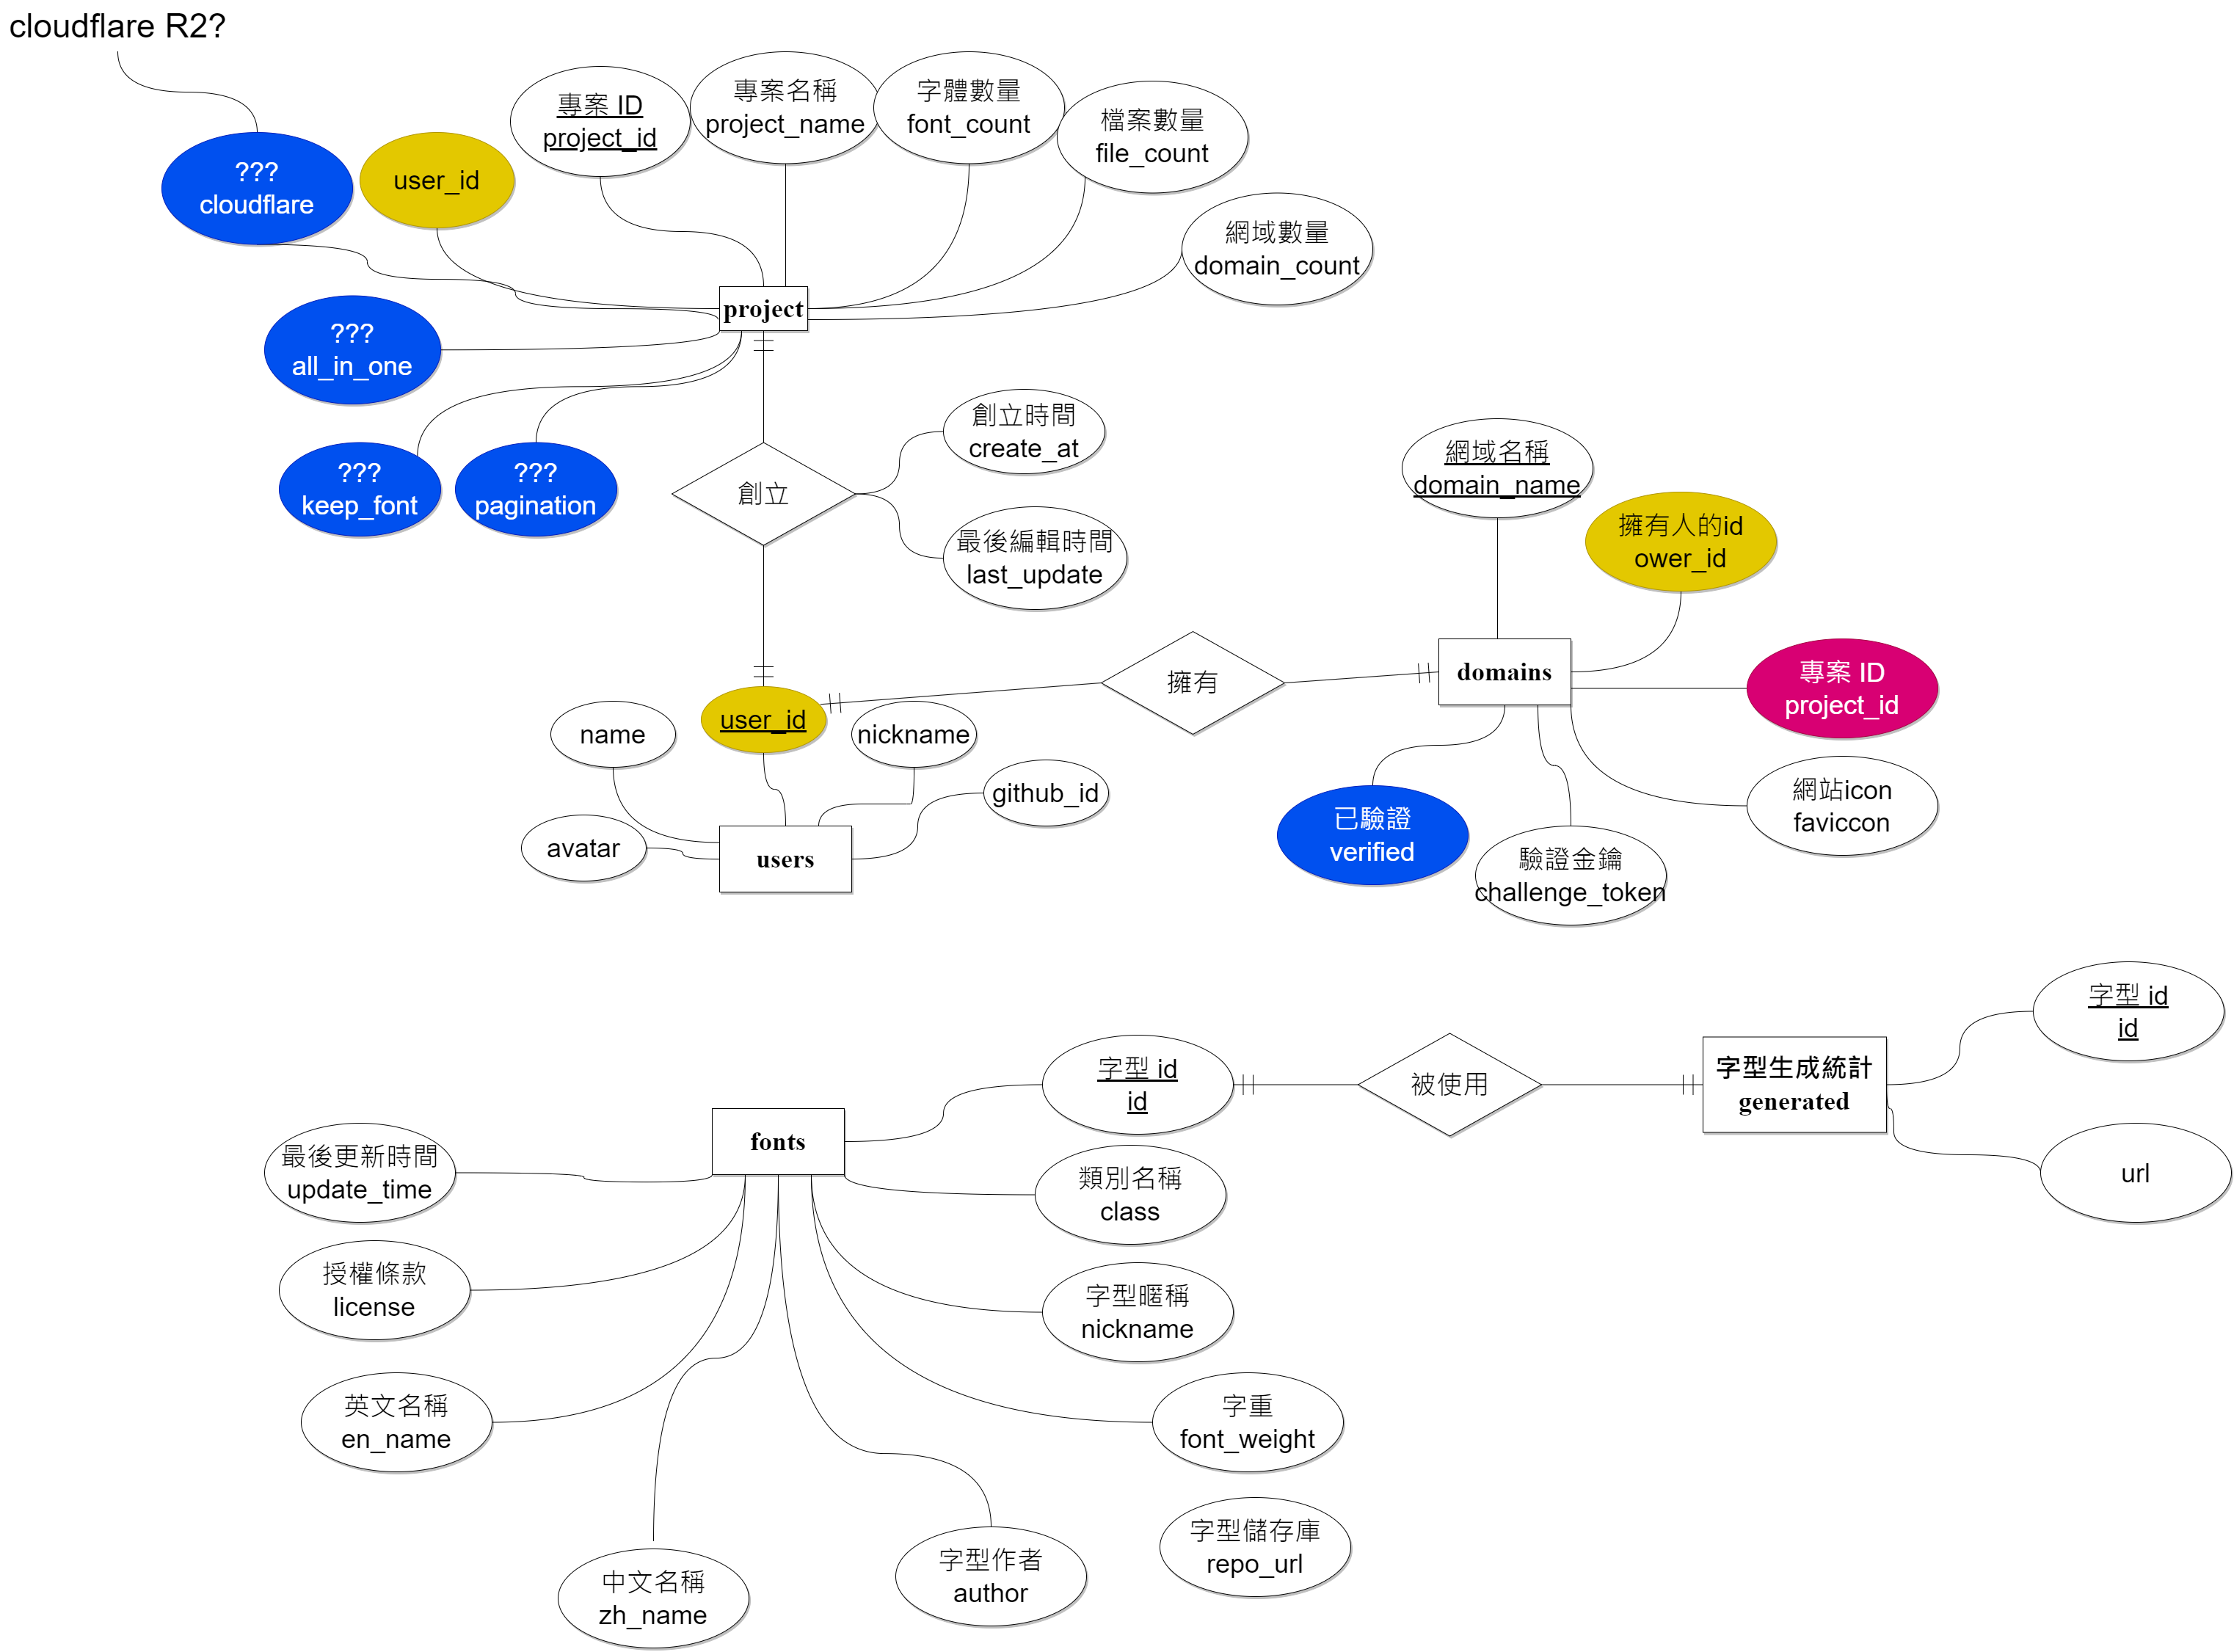 cloudflare R2?
???
cloudflare
user_id
專案 ID
project_id
專案名稱
project_name
字體數量
font_count
檔案數量
file_count
網域數量
domain_count
project
???
all_in_one
???
keep_font
???
pagination
創立
創立時間
create_at
最後編輯時間
last_update
網域名稱
domain_name
擁有人的id
ower_id
擁有
domains
專案 ID
project_id
user_id
name
nickname
github_id
avatar
users
網站icon
faviccon
已驗證
verified
驗證金鑰
challenge_token
字型 id
id
字型 id
id
被使用
字型生成統計
generated
fonts
最後更新時間
update_time
類別名稱
class
url
授權條款
license
字型暱稱
nickname
英文名稱
en_name
字重
font_weight
字型儲存庫
repo_url
字型作者
author
中文名稱
zh_name